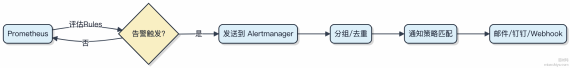 Prometheus
评估Rules
否
告警触发?
是
发送到 Alertmanager
分组/去重
通知策略匹配
邮件/钉钉/Webhook